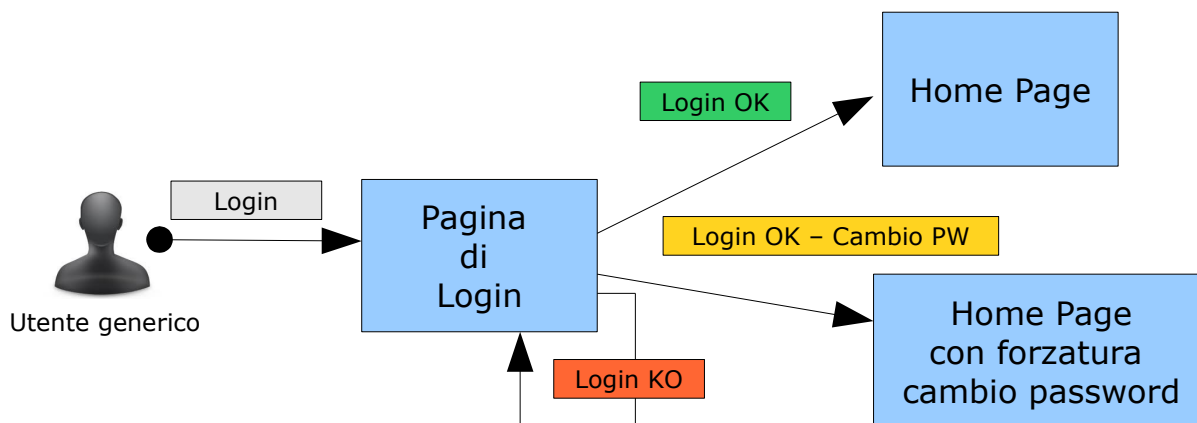 Login OK
Home Page
Login
Pagina
di
Login
Login OK – Cambio PW
Utente generico
Home Page
con forzatura
cambio password
Login KO